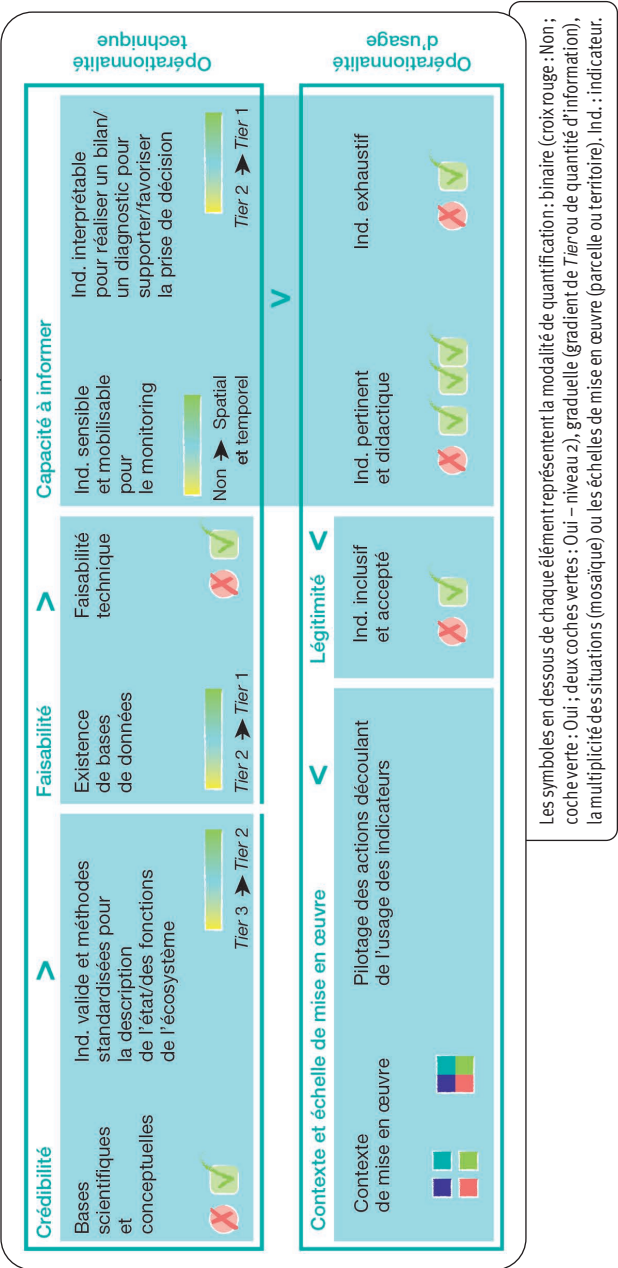 Crédibilité
Bases
scientifiques
et
conceptuelles
Ind. valide et méthodes
standardisées pour
la description
de l'état/des fonctions
de l'écosystème
Tier 3 ➔ Tier 2
>
Faisabilité
Existence
de bases
de données
Tier 2 ➔ Tier 1
Faisabilité
technique
>
Capacité à informer
Ind. sensible
et mobilisable
pour
le monitoring
Non ➔ Spatial
et temporel
Ind. interprétable
pour réaliser un bilan/
un diagnostic pour
supporter/favoriser
la prise de décision
Tier 2 ➔ Tier 1
Opérationnalité
technique
>
Contexte et échelle de mise en œuvre
Contexte
de mise en œuvre
Pilotage des actions découlant
de l'usage des indicateurs
<
Légitimité
Ind. inclusif
et accepté
<
Ind. pertinent
et didactique
Ind. exhaustif
Opérationnalité
d'usage
Les symboles en dessous de chaque élément représentent la modalité de quantification : binaire (croix rouge : Non ;
coche verte : Oui ; deux coches vertes : Oui – niveau 2), graduelle (gradient de Tier ou de quantité d'information),
la multiplicité des situations (mosaïque) ou les échelles de mise en œuvre (parcelle ou territoire). Ind. : indicateur.